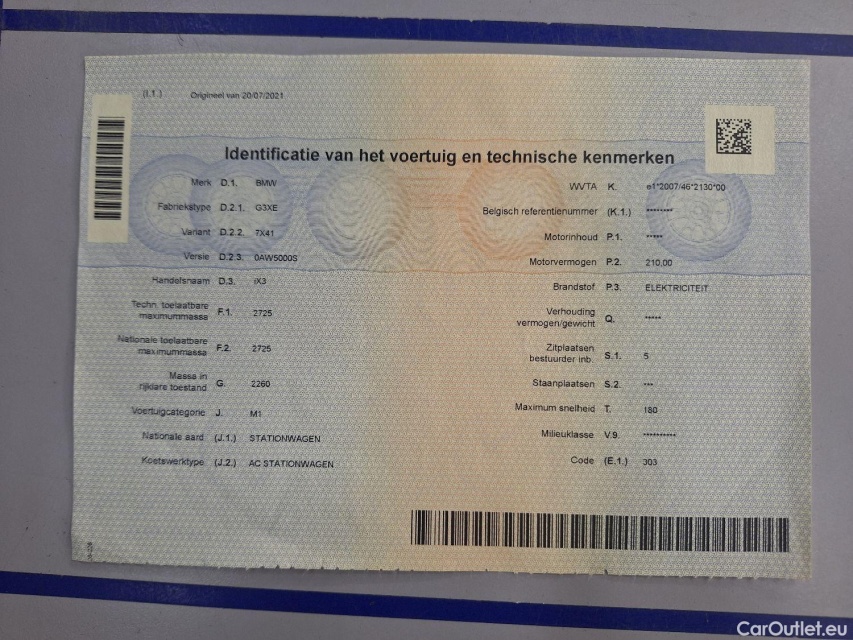 (I.1.) Origineel van 20/07/2021
Identificatie van het voertuig en technische kenmerken
Merk D.1. BMW
Fabriekstype D.2.1. G3XE
Variant D.2.2. 7X41
Versie D.2.3. 0AW5000S
Handelsnaam D.3. iX3
Techn. toelaatbare
maximummassa F.1. 2725
Nationale toelaatbare
maximummassa F.2. 2725
Massa in
rijklare toestand G. 2260
Voertuigcategorie J. M1
Nationale aard (J.1.) STATIONWAGEN
Koetswerktype (J.2.) AC STATIONWAGEN
WVTA K. e1*2007/46*2130*00
Belgisch referentienummer (K.1.) ********
Motorinhoud P.1. *****
Motorvermogen P.2. 210.00
Brandstof P.3. ELEKTRICITEIT
Verhouding
vermogen/gewicht Q. *****
Zitplaatsen
bestuurder inb. S.1. 5
Staanplaatsen S.2. ***
Maximum snelheid T. 180
Milieuklasse V.9. **********
Code (E.1.) 303
CarOutlet.eu